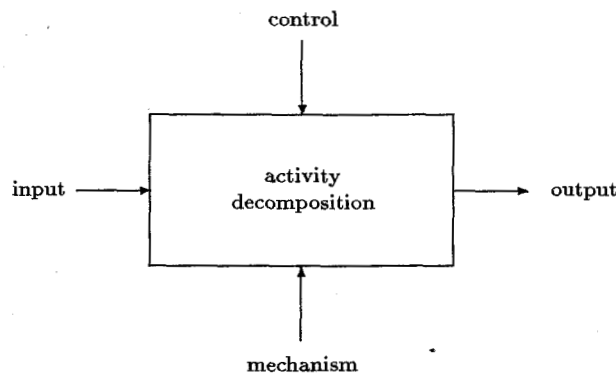 control
input
activity
decomposition
output
mechanism